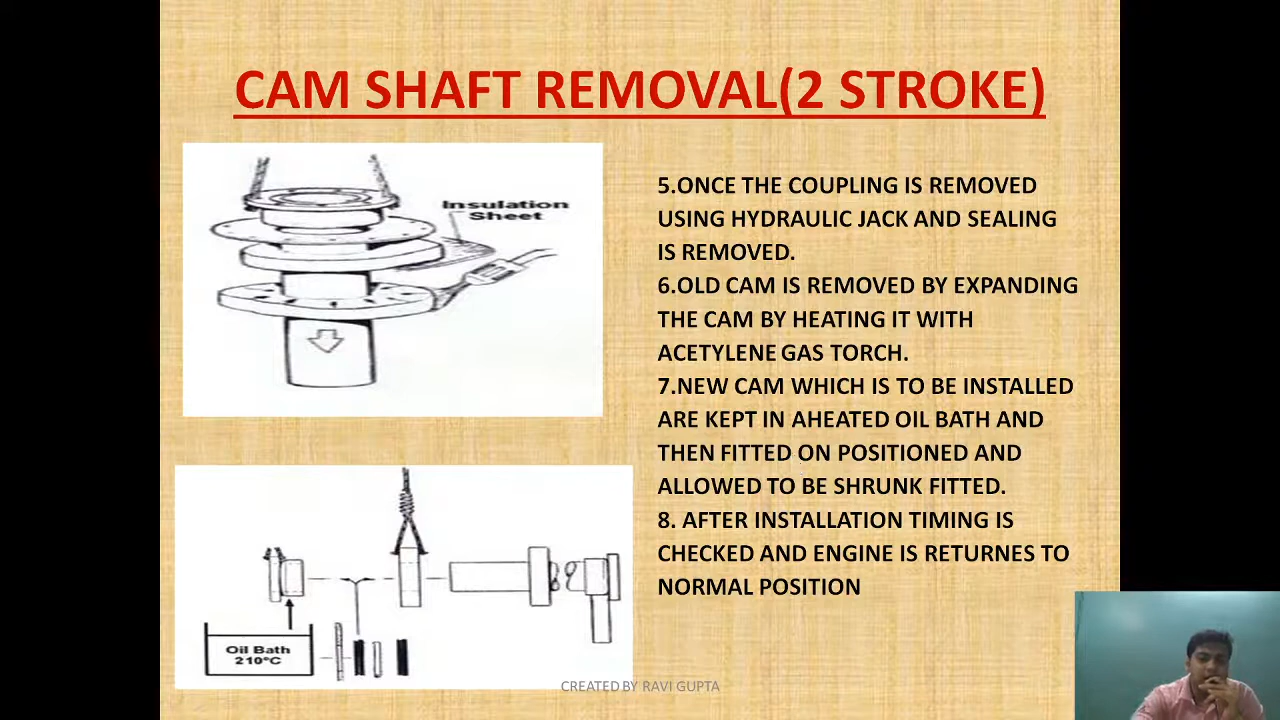 CAM SHAFT REMOVAL(2 STROKE)
Insulation
Sheet
5.ONCE THE COUPLING IS REMOVED
USING HYDRAULIC JACK AND SEALING
IS REMOVED.
6.OLD CAM IS REMOVED BY EXPANDING
THE CAM BY HEATING IT WITH
ACETYLENE GAS TORCH.
7.NEW CAM WHICH IS TO BE INSTALLED
ARE KEPT IN AHEATED OIL BATH AND
THEN FITTED ON POSITIONED AND
ALLOWED TO BE SHRUNK FITTED.
8. AFTER INSTALLATION TIMING IS
CHECKED AND ENGINE IS RETURNES TO
NORMAL POSITION
Oil Bath
210°C
CREATED BY RAVI GUPTA